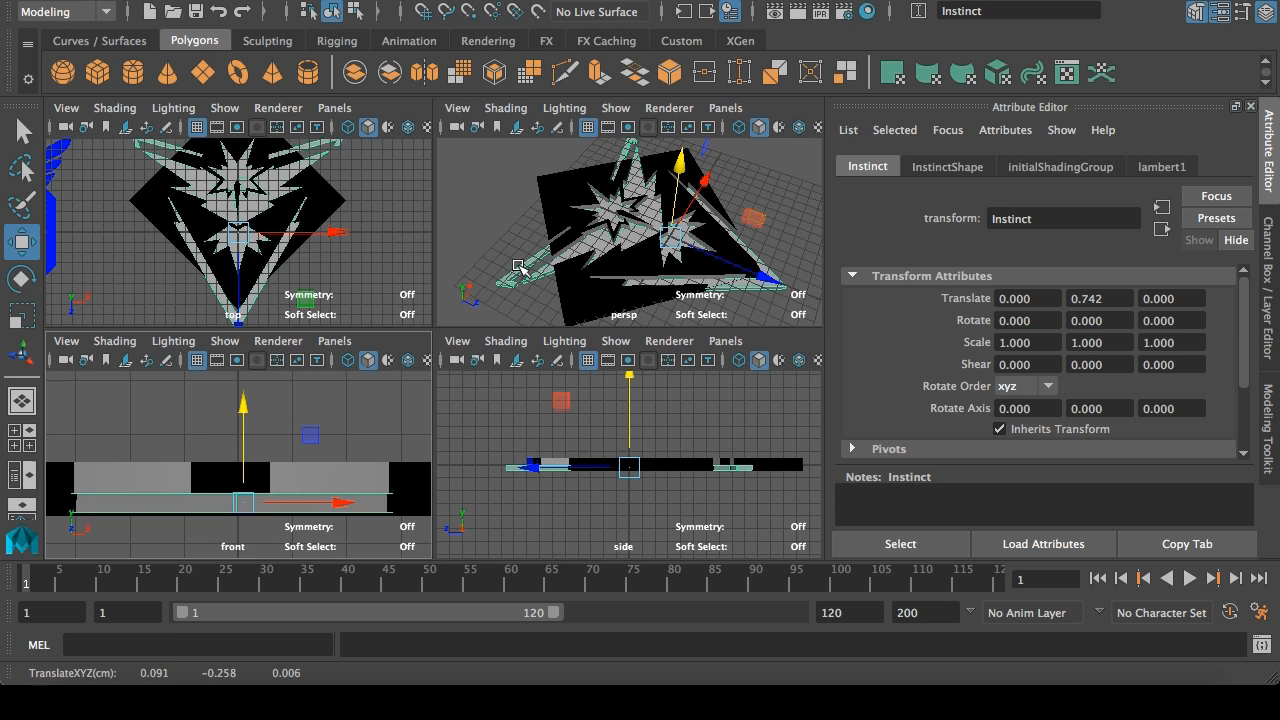 Modeling No Live Surface IPR Instinct
Curves / Surfaces Polygons Sculpting Rigging Animation Rendering FX FX Caching Custom XGen
View Shading Lighting Show Renderer Panels View Shading Lighting Show Renderer Panels Attribute Editor
List Selected Focus Attributes Show Help
Instinct InstinctShape initialShadingGroup lambert1
Attribute Editor
transform: Instinct Focus
Presets
Show Hide
Channel Box / Layer Editor
Modeling Toolkit
Transform Attributes
Translate 0.000 0.742 0.000
Rotate 0.000 0.000 0.000
Scale 1.000 1.000 1.000
Shear 0.000 0.000 0.000
Rotate Order xyz
Rotate Axis 0.000 0.000 0.000
Inherits Transform
Pivots
Symmetry: Off Symmetry: Off
top Soft Select: Off persp Soft Select: Off
View Shading Lighting Show Renderer Panels View Shading Lighting Show Renderer Panels
Symmetry: Off Symmetry: Off
front Soft Select: Off side Soft Select: Off
Notes: Instinct
Select Load Attributes Copy Tab
1 5 10 15 20 25 30 35 40 45 50 55 60 65 70 75 80 85 90 95 100 105 110 115 12 1
1 1 1 120 120 200 No Anim Layer No Character Set
MEL
TranslateXYZ(cm): 0.091 -0.258 0.006